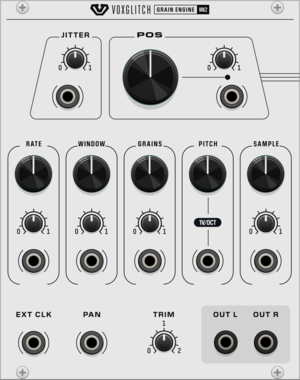 VOXGLITCH GRAIN ENGINE MK2
JITTER POS
0 1 0 1
RATE WINDOW GRAINS PITCH SAMPLE
1V/OCT
0 1 0 1 0 1 0 1
EXT CLK PAN TRIM OUT L OUT R
1
0 2